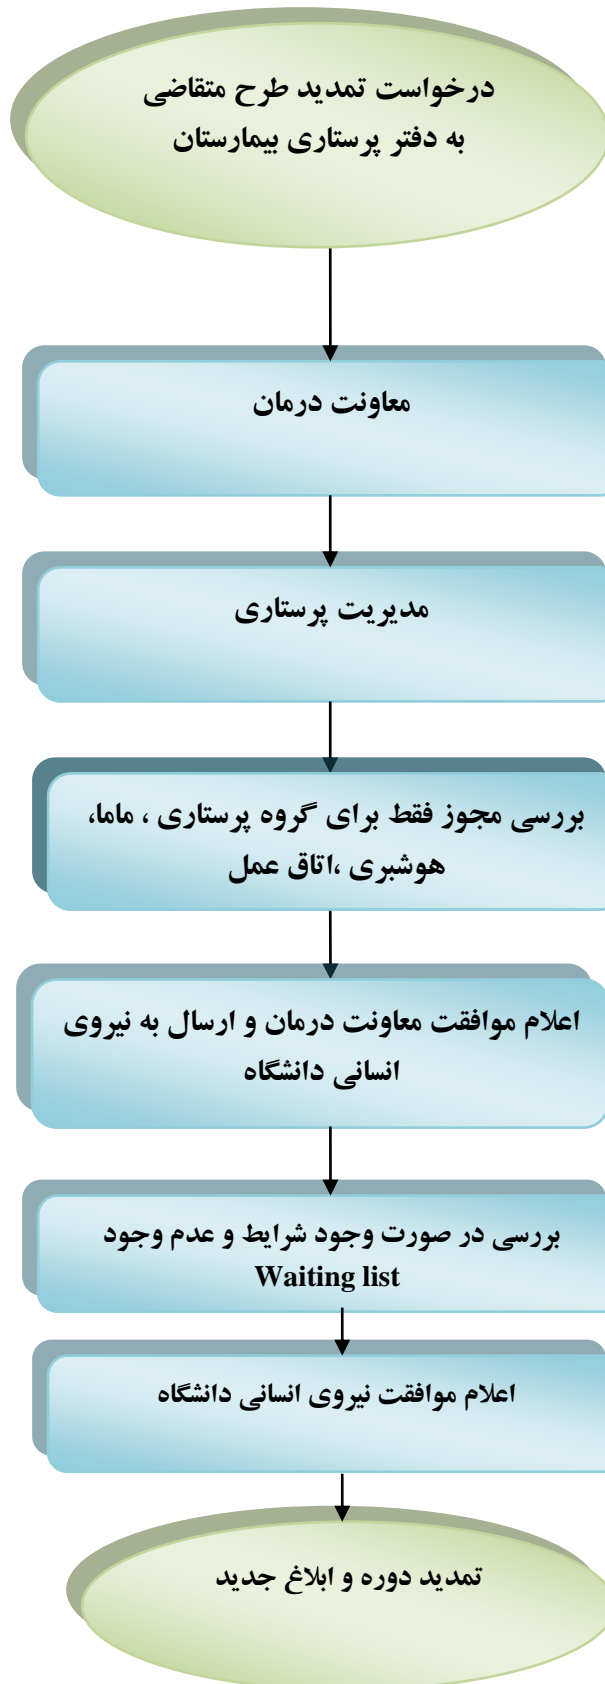 درخواست تمدید طرح متقاضی
به دفتر پرستاری بیمارستان
معاونت درمان
مدیریت پرستاری
بررسی مجوز فقط برای گروه پرستاری ، ماما،
هوشبری ،اتاق عمل
اعلام موافقت معاونت درمان و ارسال به نیروی
انسانی دانشگاه
بررسی در صورت وجود شرایط و عدم وجود
Waiting list
اعلام موافقت نیروی انسانی دانشگاه
تمدید دوره و ابلاغ جدید